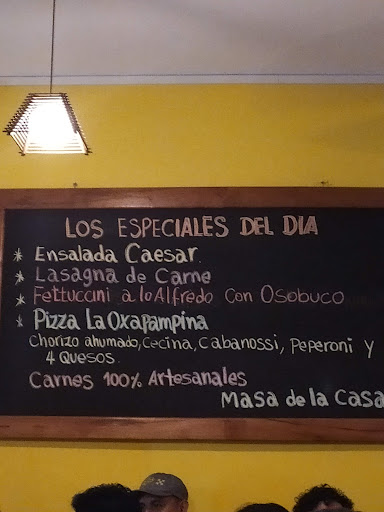 LOS ESPECIALES DEL DIA
* Ensalada Caesar.
* Lasagna de Carne
* Fettuccini a lo Alfredo con Osobuco
* Pizza La Oxapampina
Chorizo ahumado, Cecina, Cabanossi, Peperoni y
4 Quesos.
Carnes 100% Artesanales
Masa de la Casa